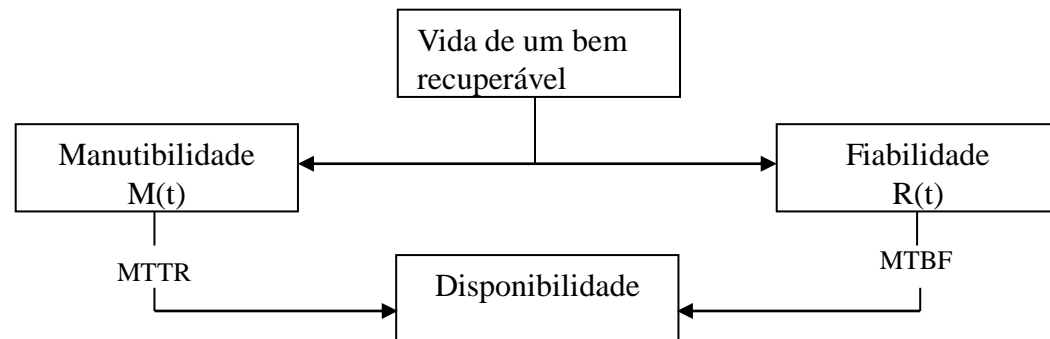 Vida de um bem
recuperável
Manutibilidade
M(t)
Fiabilidade
R(t)
MTTR
MTBF
Disponibilidade